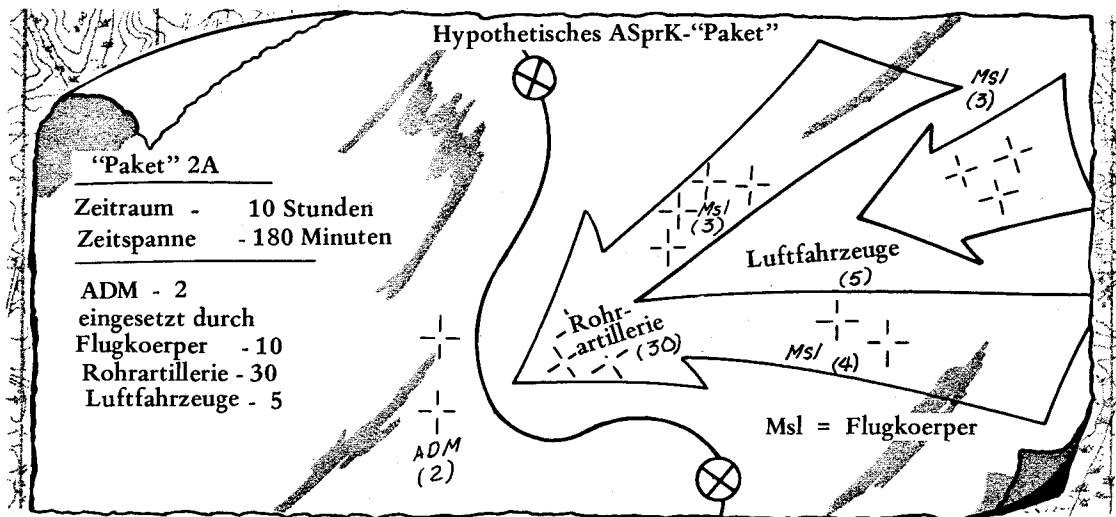 Hypothetisches ASprK-“Paket”
“Paket” 2A
Zeitraum - 10 Stunden
Zeitspanne - 180 Minuten
ADM - 2
eingesetzt durch
Flugkoerper - 10
Rohrartillerie - 30
Luftfahrzeuge - 5
Msl
(3)
Msl
(3)
Luftfahrzeuge
(5)
Rohr-
artillerie
(30)
Msl (4)
ADM
(2)
Msl = Flugkoerper